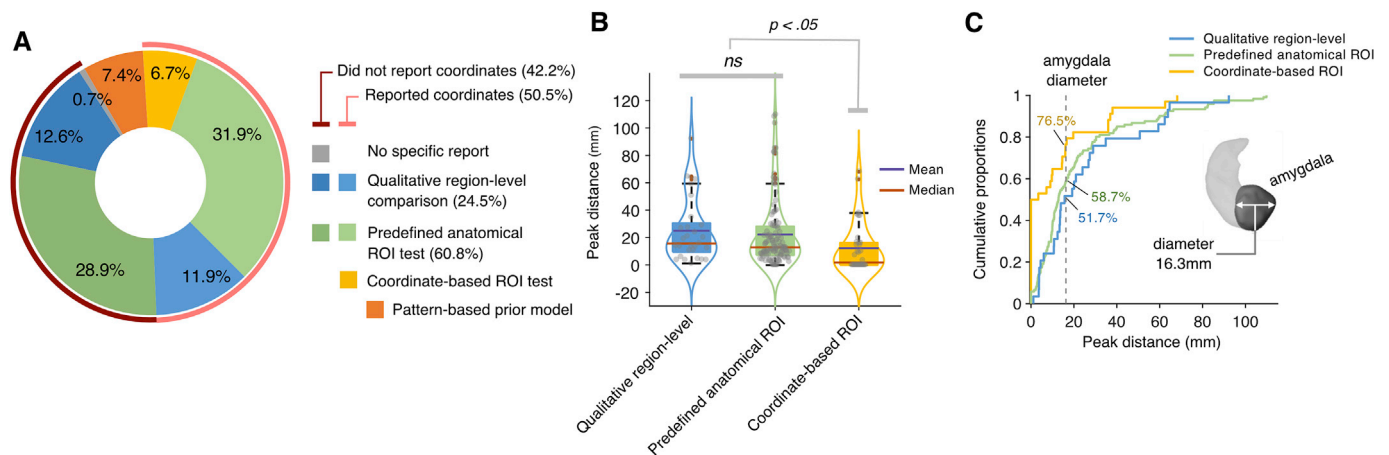 A
7.4%
6.7%
0.7%
12.6%
31.9%
28.9%
11.9%
Did not report coordinates (42.2%)
Reported coordinates (50.5%)
No specific report
Qualitative region-level
comparison (24.5%)
Predefined anatomical
ROI test (60.8%)
Coordinate-based ROI test
Pattern-based prior model
B
p < .05
ns
Peak distance (mm)
120
100
80
60
40
20
0
-20
Mean
Median
Qualitative region-level
Predefined anatomical ROI
Coordinate-based ROI
C
Qualitative region-level
Predefined anatomical ROI
Coordinate-based ROI
amygdala
diameter
Cumulative proportions
1
0.8
0.6
0.4
0.2
0
76.5%
58.7%
51.7%
amygdala
diameter
16.3mm
0
20
40
60
80
100
Peak distance (mm)